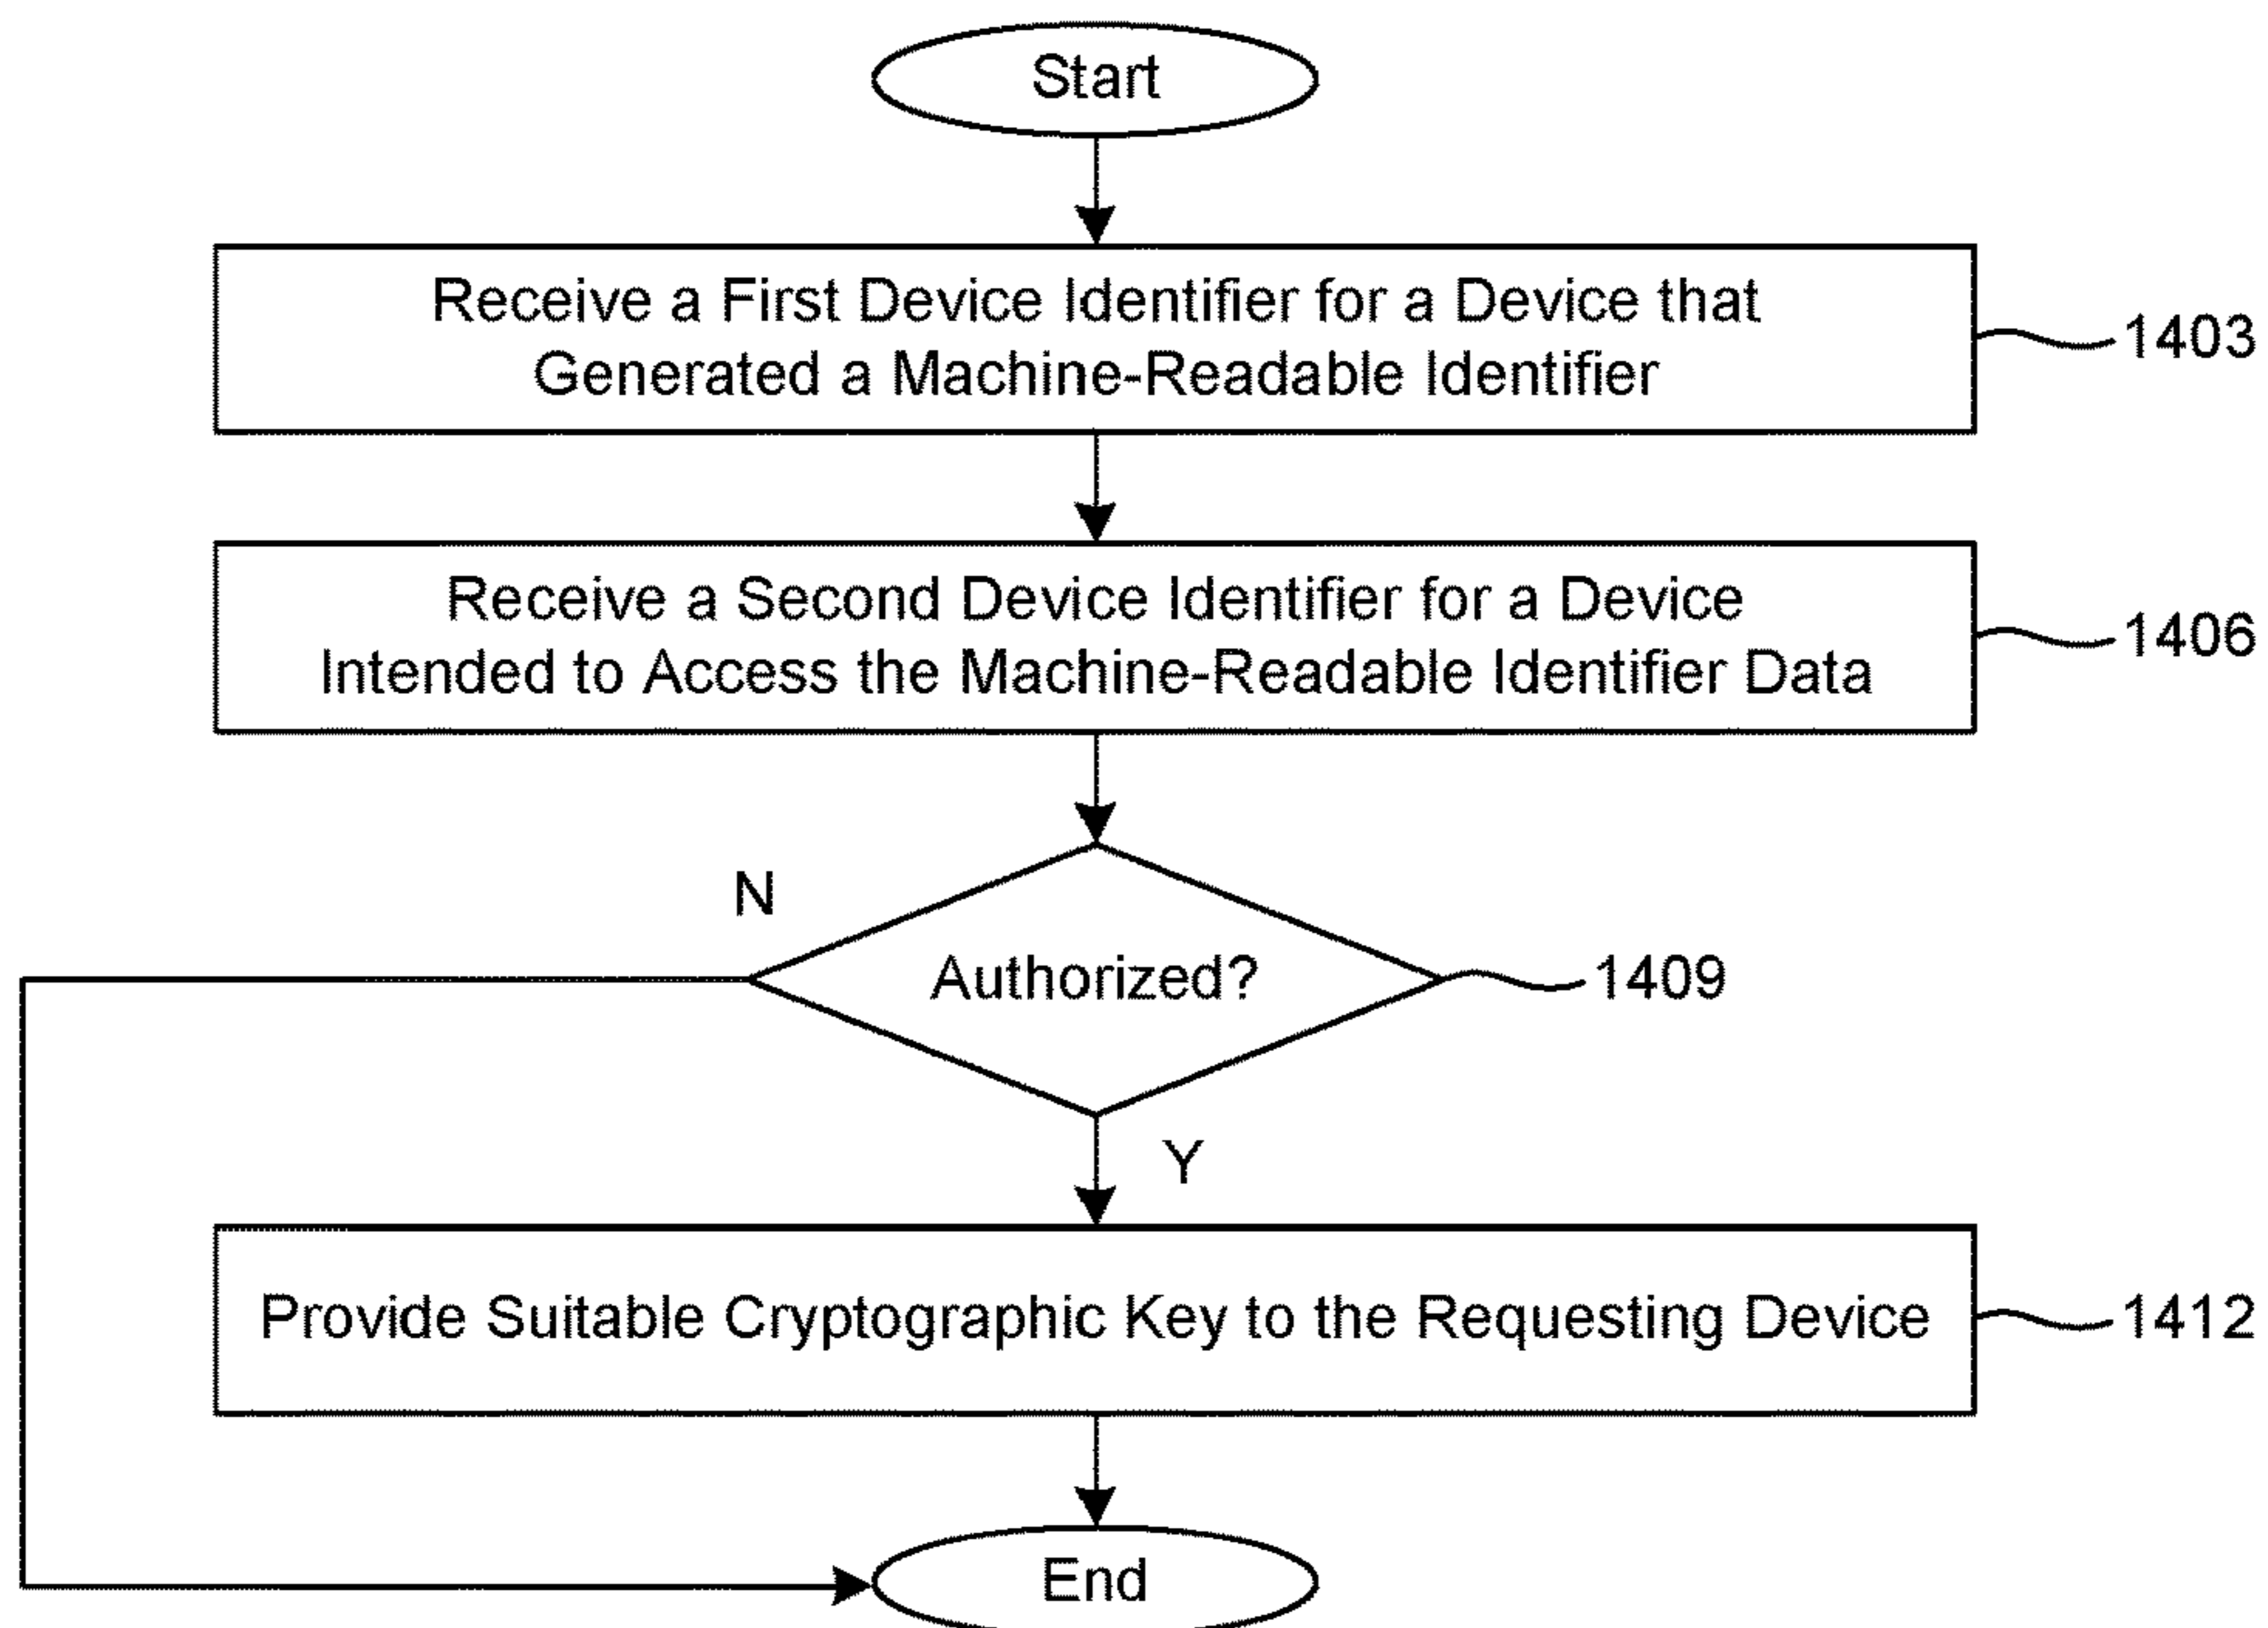 Start
Receive a First Device Identifier for a Device that
Generated a Machine-Readable Identifier
1403
Receive a Second Device Identifier for a Device
Intended to Access the Machine-Readable Identifier Data
1406
N
Authorized?
1409
Y
Provide Suitable Cryptographic Key to the Requesting Device
1412
End